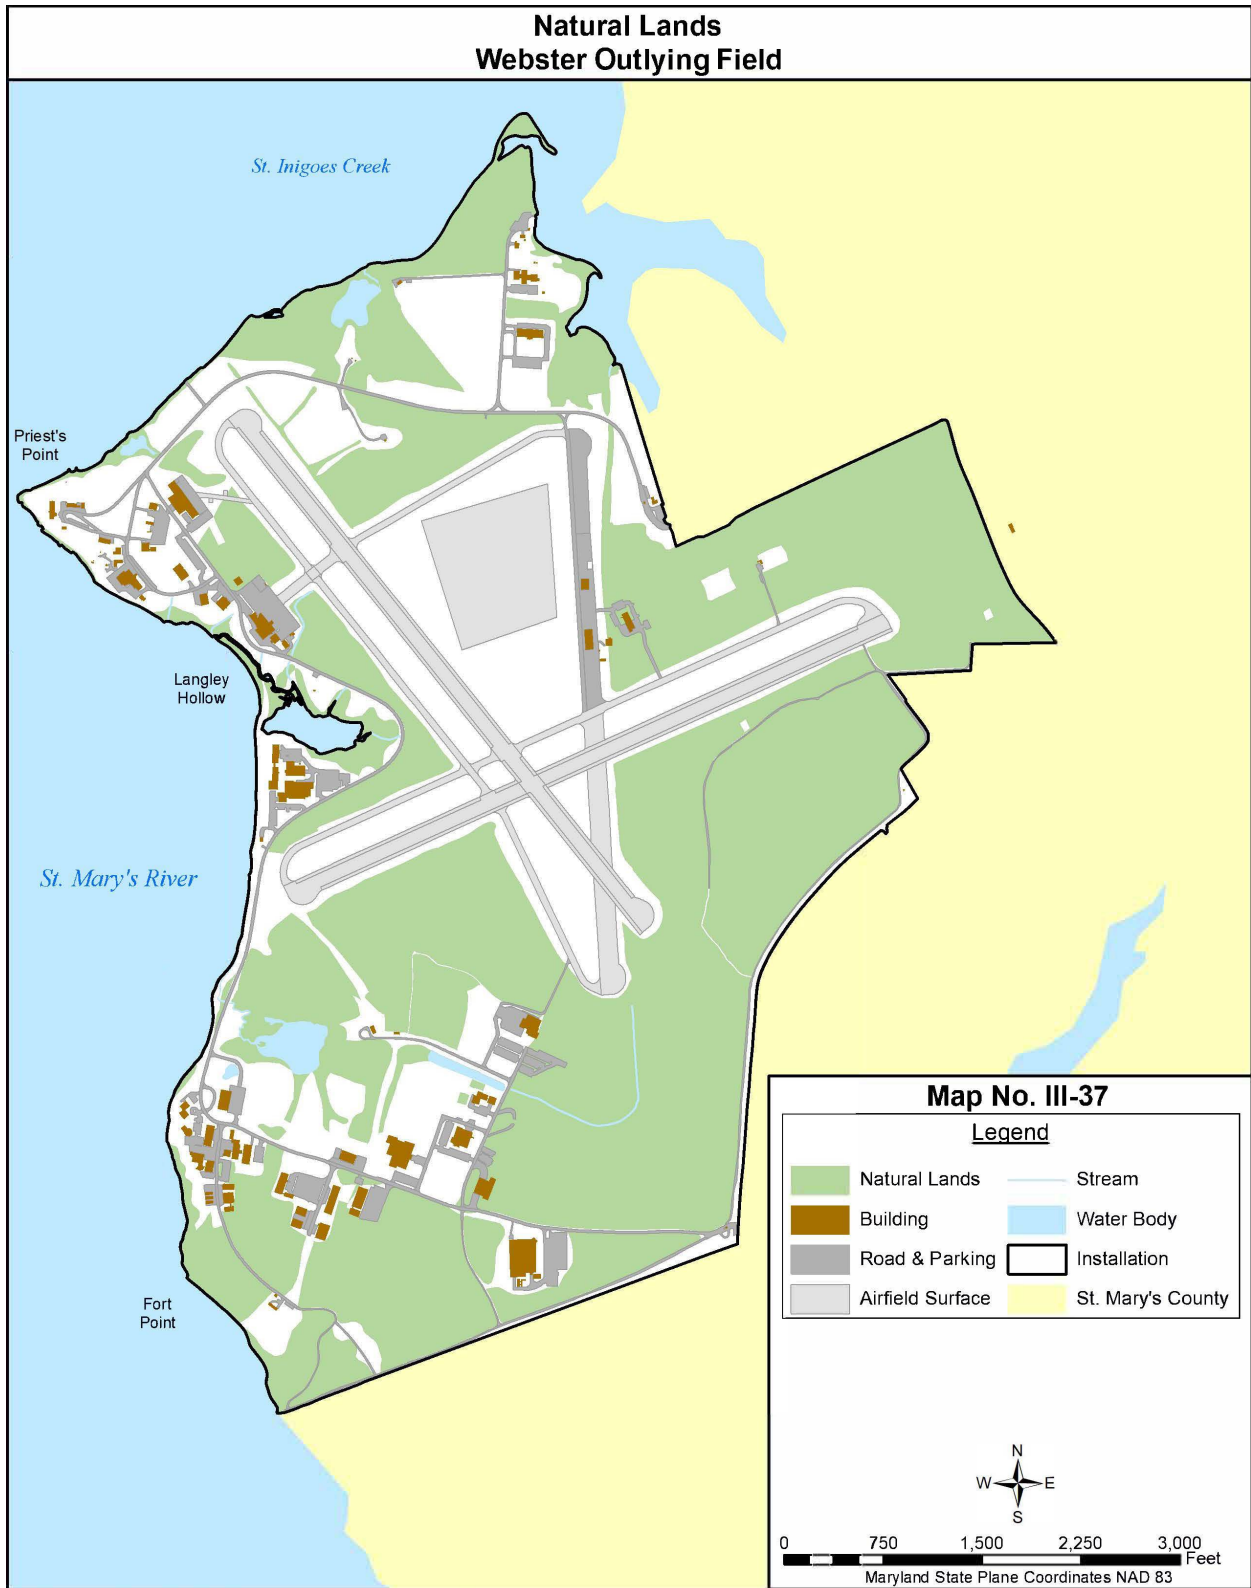 Natural Lands
Webster Outlying Field
St. Inigoes Creek
Priest's
Point
Langley
Hollow
St. Mary's River
Fort
Point
Map No. III-37
Legend
Natural Lands
Stream
Building
Water Body
Road & Parking
Installation
Airfield Surface
St. Mary's County
N
W E
S
0 750 1,500 2,250 3,000
Feet
Maryland State Plane Coordinates NAD 83